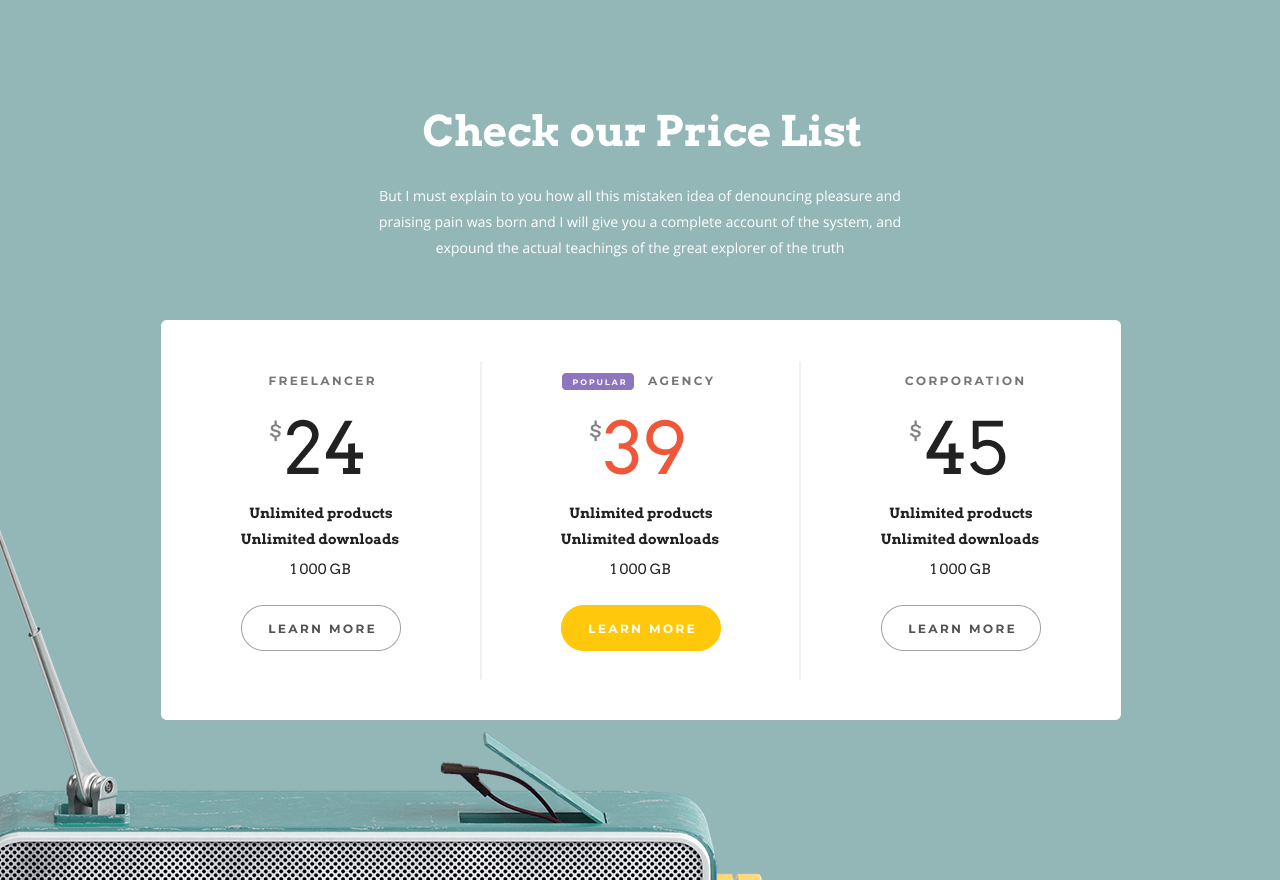 Check our Price List
But I must explain to you how all this mistaken idea of denouncing pleasure and
praising pain was born and I will give you a complete account of the system, and
expound the actual teachings of the great explorer of the truth
FREELANCER
$24
Unlimited products
Unlimited downloads
1 000 GB
LEARN MORE
POPULAR AGENCY
$39
Unlimited products
Unlimited downloads
1 000 GB
LEARN MORE
CORPORATION
$45
Unlimited products
Unlimited downloads
1 000 GB
LEARN MORE